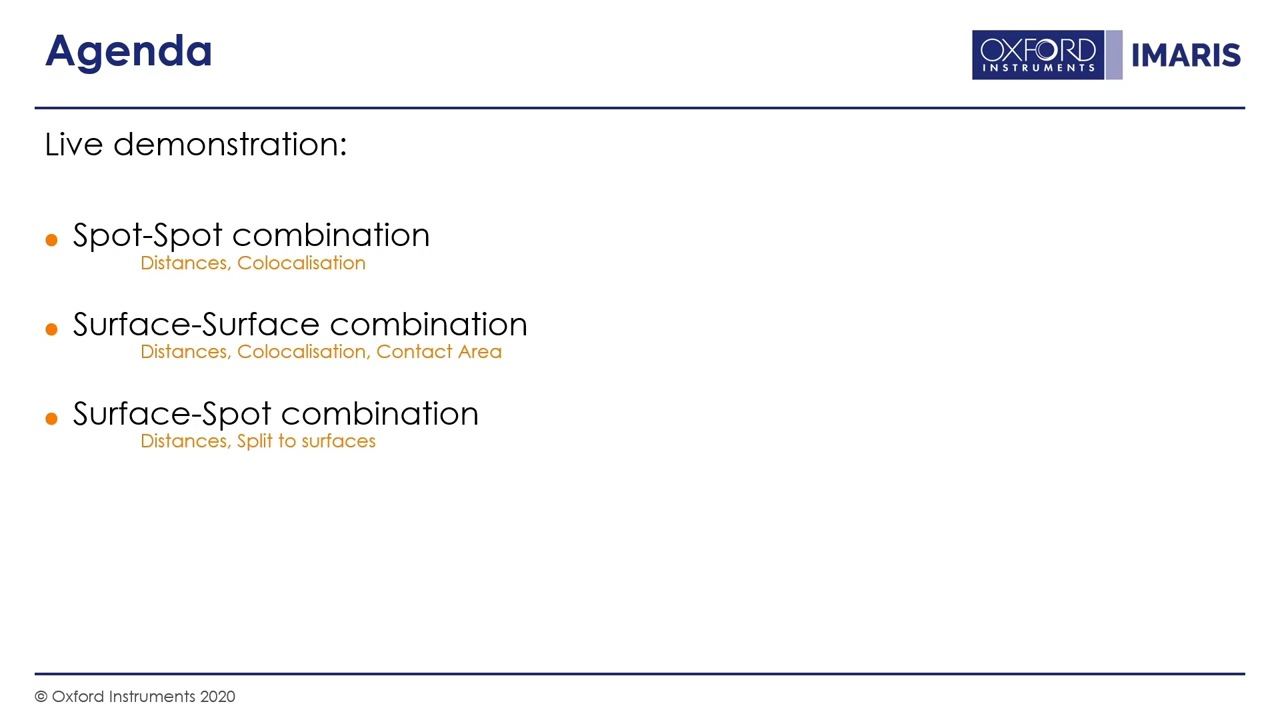 Agenda
OXFORD
INSTRUMENTS
IMARIS
Live demonstration:
Spot-Spot combination
Distances, Colocalisation
Surface-Surface combination
Distances, Colocalisation, Contact Area
Surface-Spot combination
Distances, Split to surfaces
© Oxford Instruments 2020